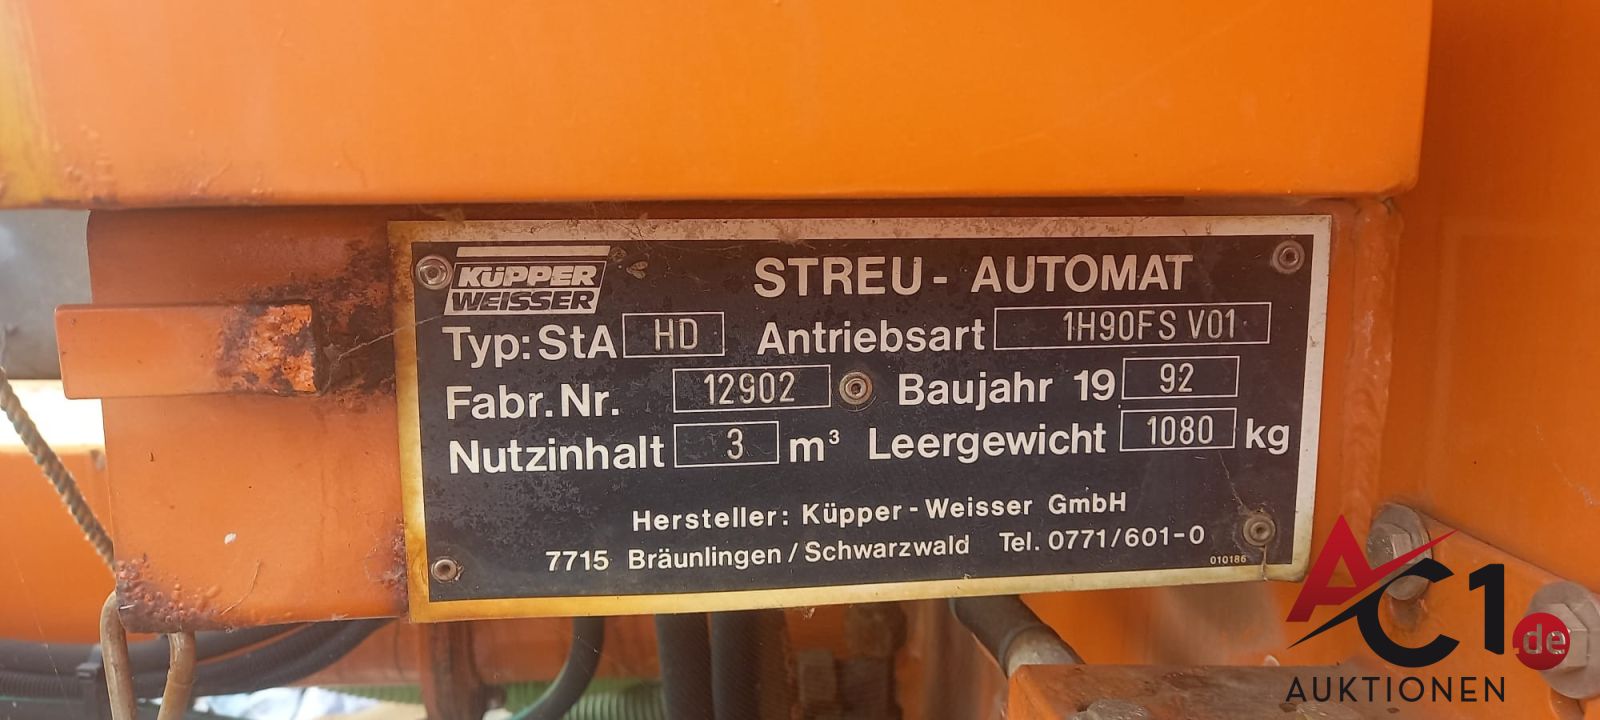 KÜPPER
WEISSER
STREU - AUTOMAT
Typ: StA HD Antriebsart 1H90FS V01
Fabr. Nr. 12902 Baujahr 19 92
Nutzinhalt 3 m³ Leergewicht 1080 kg
Hersteller: Küpper - Weisser GmbH
7715 Bräunlingen / Schwarzwald Tel. 0771/601-0
010186
AC1.de
AUKTIONEN